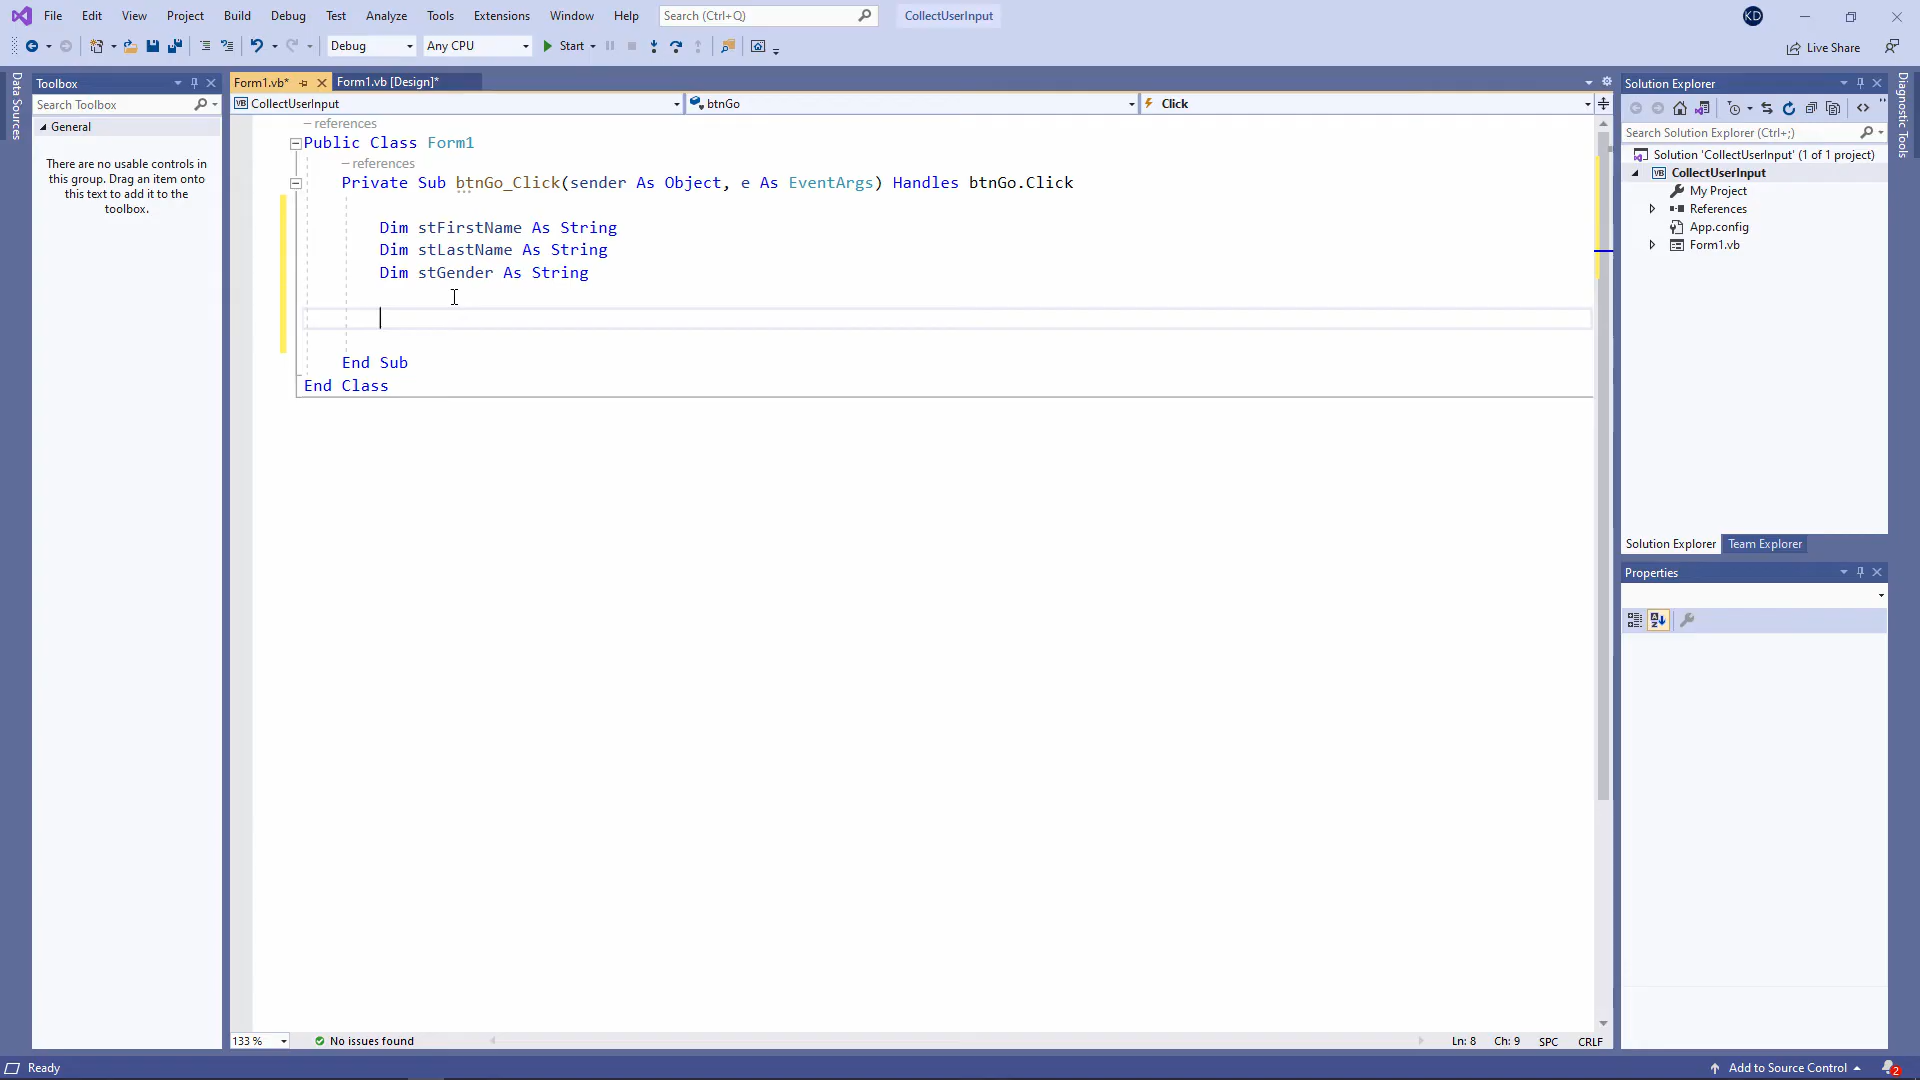 File Edit View Project Build Debug Test Analyze Tools Extensions Window Help Search (Ctrl+Q) CollectUserInput KD
Debug Any CPU Start Live Share
Data Sources
Toolbox
Search Toolbox
General
There are no usable controls in
this group. Drag an item onto
this text to add it to the
toolbox.
Form1.vb* Form1.vb [Design]*
VB CollectUserInput btnGo Click
– references
Public Class Form1
– references
Private Sub btnGo_Click(sender As Object, e As EventArgs) Handles btnGo.Click
Dim stFirstName As String
Dim stLastName As String
Dim stGender As String
End Sub
End Class
133 % No issues found Ln: 8 Ch: 9 SPC CRLF
Solution Explorer
Search Solution Explorer (Ctrl+;)
Solution 'CollectUserInput' (1 of 1 project)
VB CollectUserInput
My Project
References
App.config
Form1.vb
Solution Explorer Team Explorer
Properties
Diagnostic Tools
Ready Add to Source Control 2